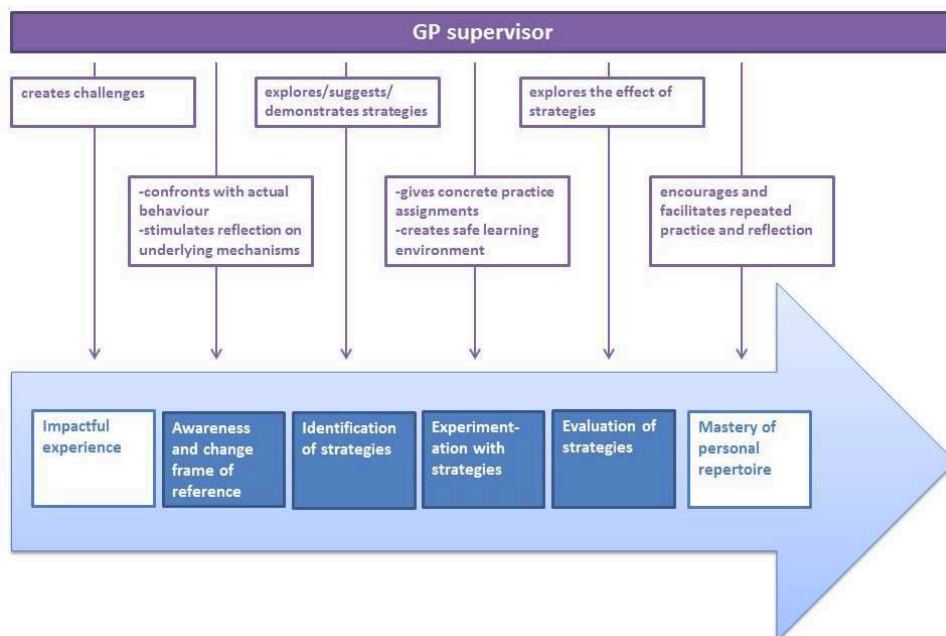 GP supervisor
creates challenges
explores/suggests/
demonstrates strategies
explores the effect of
strategies
-confronts with actual
behaviour
-stimulates reflection on
underlying mechanisms
-gives concrete practice
assignments
-creates safe learning
environment
encourages and
facilitates repeated
practice and reflection
Impactful
experience
Awareness
and change
frame of
reference
Identification
of strategies
Experiment-
ation with
strategies
Evaluation of
strategies
Mastery of
personal
repertoire